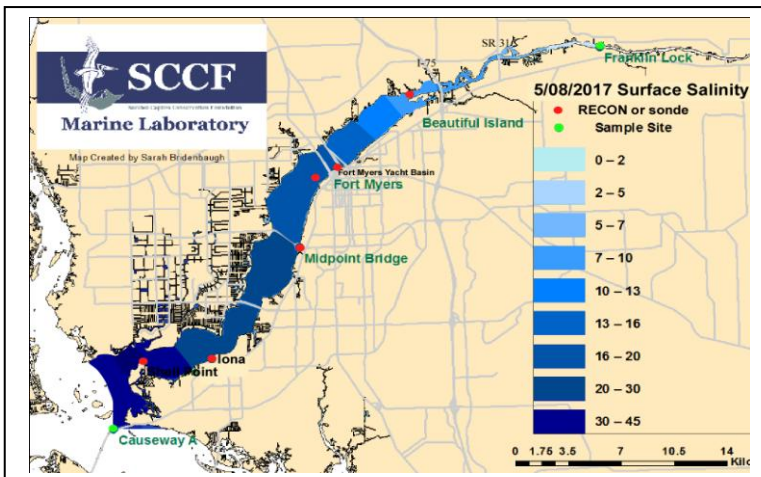 SCCF
Sanibel-Captiva Conservation Foundation
Marine Laboratory
Map Created by Sarah Bridenbaugh
SR 31
I-75
Franklin Lock
Beautiful Island
Fort Myers Yacht Basin
Fort Myers
Midpoint Bridge
Iona
Shell Point
Causeway A
5/08/2017 Surface Salinity
RECON or sonde
Sample Site
0 – 2
2 – 5
5 – 7
7 – 10
10 – 13
13 – 16
16 – 20
20 – 30
30 – 45
0 1.75 3.5 7 10.5 14
Kilo